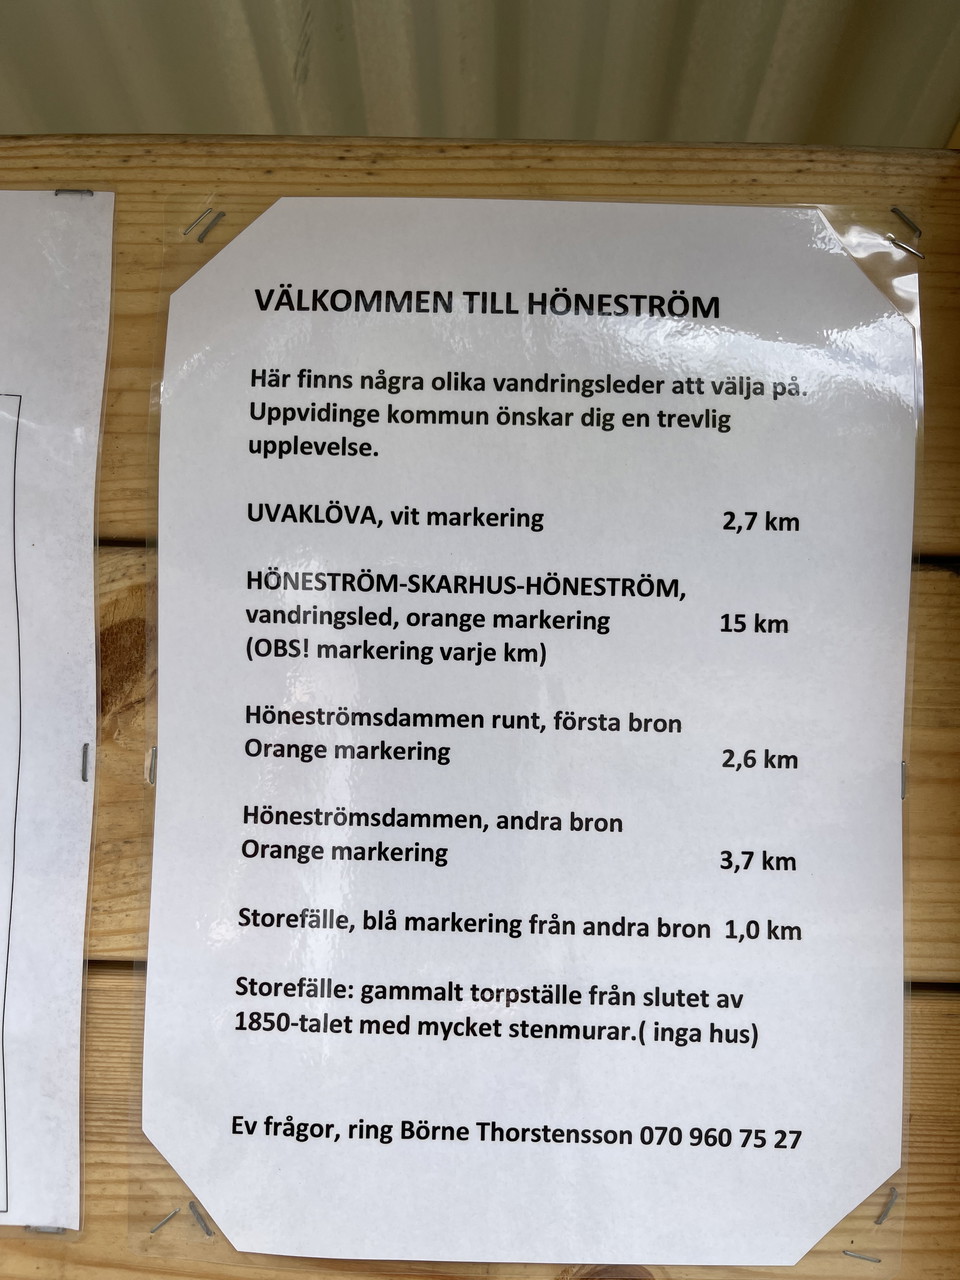 VÄLKOMMEN TILL HÖNESTRÖM
Här finns några olika vandringsleder att välja på.
Uppvidinge kommun önskar dig en trevlig
upplevelse.
UVAKLÖVA, vit markering 2,7 km
HÖNESTRÖM-SKARHUS-HÖNESTRÖM,
vandringsled, orange markering 15 km
(OBS! markering varje km)
Höneströmsdammen runt, första bron
Orange markering 2,6 km
Höneströmsdammen, andra bron
Orange markering 3,7 km
Storefälle, blå markering från andra bron 1,0 km
Storefälle: gammalt torpställe från slutet av
1850-talet med mycket stenmurar.( inga hus)
Ev frågor, ring Börne Thorstensson 070 960 75 27